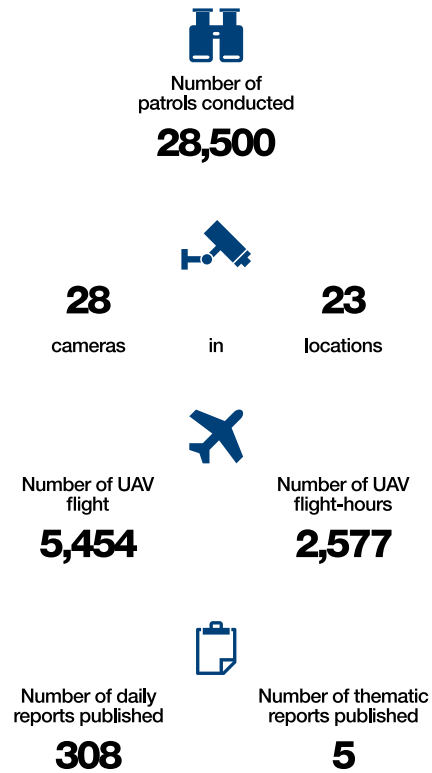 Number of
patrols conducted
28,500
28 23
cameras in locations
Number of UAV
flight
5,454
Number of UAV
flight-hours
2,577
Number of daily
reports published
308
Number of thematic
reports published
5